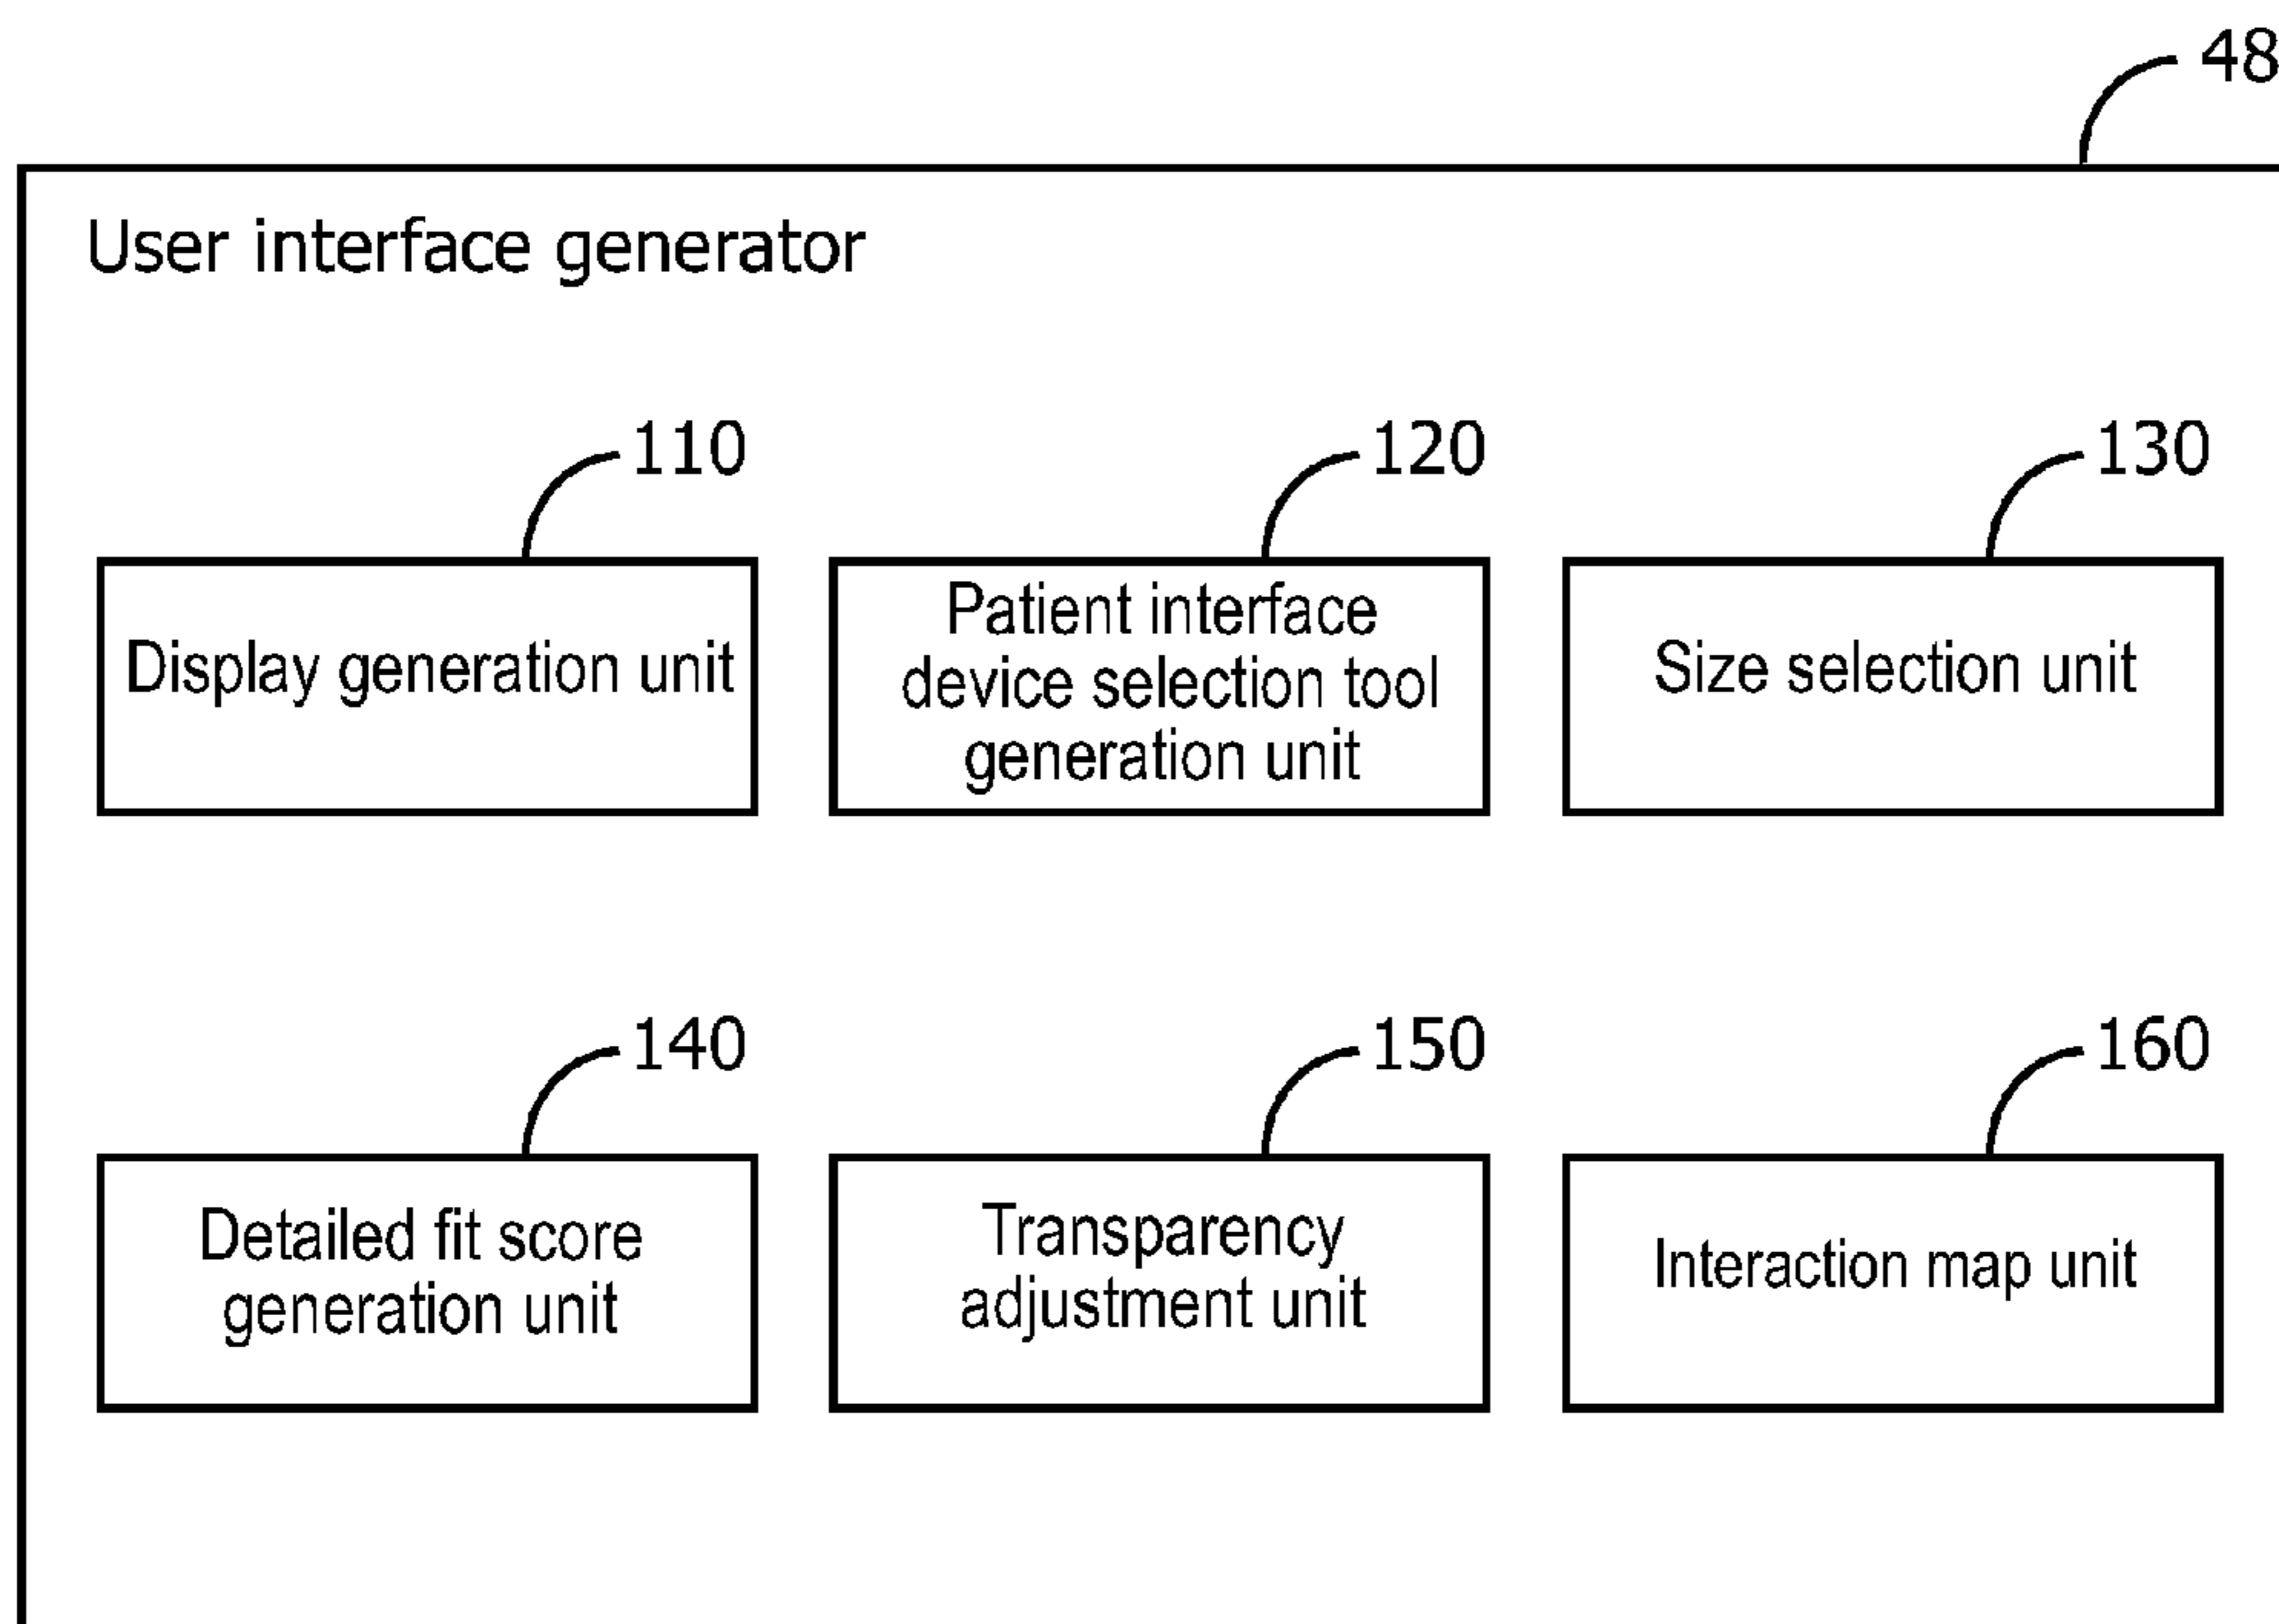 48
User interface generator
110
120
130
Display generation unit
Patient interface
device selection tool
generation unit
Size selection unit
140
150
160
Detailed fit score
generation unit
Transparency
adjustment unit
Interaction map unit